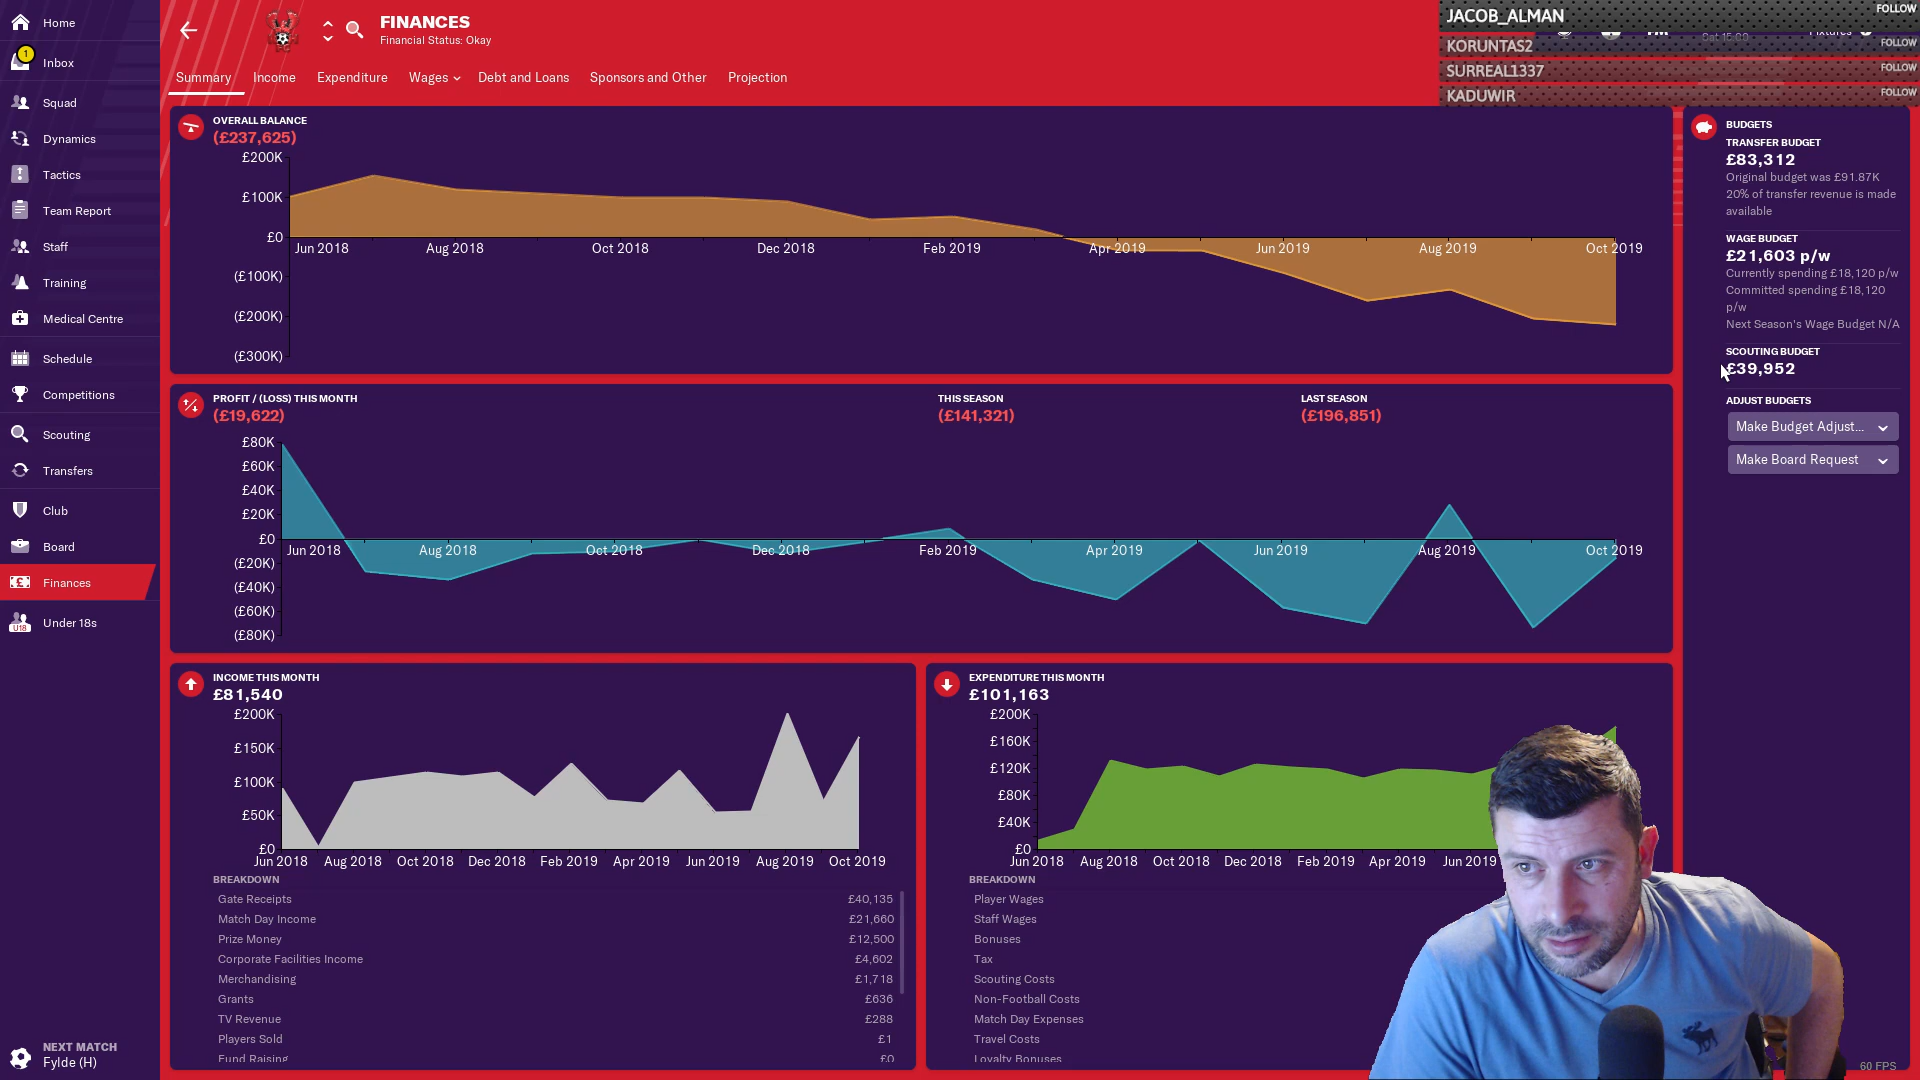 Home
1
Inbox
Squad
Dynamics
Tactics
Team Report
Staff
Training
Medical Centre
Schedule
Competitions
Scouting
Transfers
Club
Board
Finances
U18
Under 18s
NEXT MATCH
Fylde (H)
FINANCES
Financial Status: Okay
Summary
Income
Expenditure
Wages
Debt and Loans
Sponsors and Other
Projection
JACOB_ALMAN
FOLLOW
KORUNTAS2
FOLLOW
SURREAL1337
FOLLOW
KADUWIR
FOLLOW
OVERALL BALANCE
(£237,625)
£200K
£100K
£0
(£100K)
(£200K)
(£300K)
Jun 2018
Aug 2018
Oct 2018
Dec 2018
Feb 2019
Apr 2019
Jun 2019
Aug 2019
Oct 2019
PROFIT / (LOSS) THIS MONTH
(£19,622)
THIS SEASON
(£141,321)
LAST SEASON
(£196,851)
£80K
£60K
£40K
£20K
£0
(£20K)
(£40K)
(£60K)
(£80K)
Jun 2018
Aug 2018
Oct 2018
Dec 2018
Feb 2019
Apr 2019
Jun 2019
Aug 2019
Oct 2019
INCOME THIS MONTH
£81,540
£200K
£150K
£100K
£50K
£0
Jun 2018
Aug 2018
Oct 2018
Dec 2018
Feb 2019
Apr 2019
Jun 2019
Aug 2019
Oct 2019
BREAKDOWN
Gate Receipts £40,135
Match Day Income £21,660
Prize Money £12,500
Corporate Facilities Income £4,602
Merchandising £1,718
Grants £636
TV Revenue £288
Players Sold £1
Fund Raising £0
EXPENDITURE THIS MONTH
£101,163
£200K
£160K
£120K
£80K
£40K
£0
Jun 2018
Aug 2018
Oct 2018
Dec 2018
Feb 2019
Apr 2019
Jun 2019
BREAKDOWN
Player Wages
Staff Wages
Bonuses
Tax
Scouting Costs
Non-Football Costs
Match Day Expenses
Travel Costs
Loyalty Bonuses
BUDGETS
TRANSFER BUDGET
£83,312
Original budget was £91.87K
20% of transfer revenue is made
available
WAGE BUDGET
£21,603 p/w
Currently spending £18,120 p/w
Committed spending £18,120
p/w
Next Season's Wage Budget N/A
SCOUTING BUDGET
£39,952
ADJUST BUDGETS
Make Budget Adjust...
Make Board Request
60 FPS